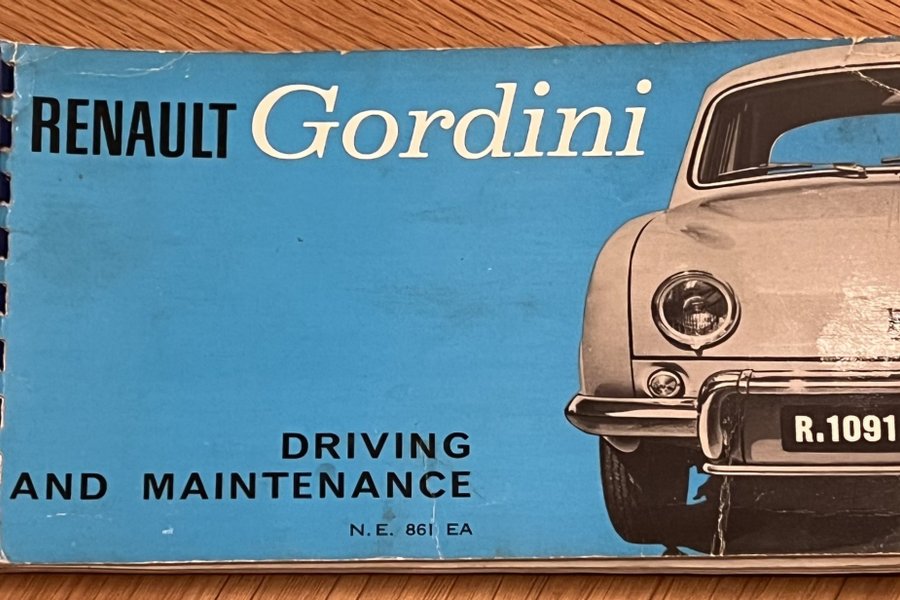 RENAULT Gordini
R.1091
DRIVING
AND MAINTENANCE
N.E. 861 EA